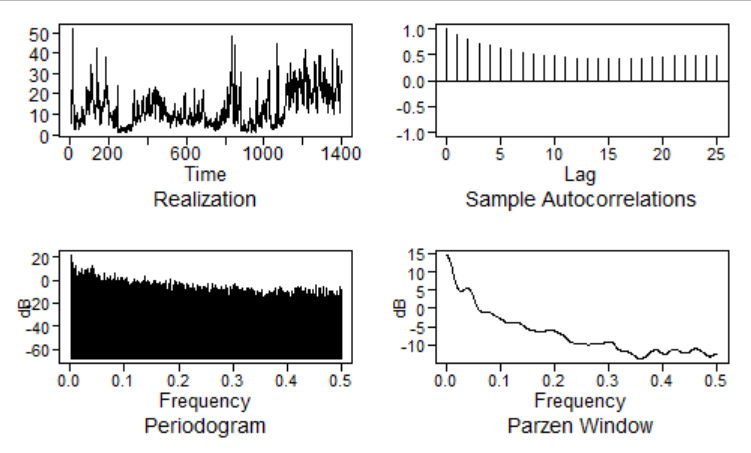 50
40
30
20
10
0
0 200 600 1000 1400
Time
Realization
1.0
0.5
0.0
-0.5
-1.0
0 5 10 15 20 25
Lag
Sample Autocorrelations
20
0
-20
-40
-60
dB
0.0 0.1 0.2 0.3 0.4 0.5
Frequency
Periodogram
15
10
5
0
-5
-10
dB
0.0 0.1 0.2 0.3 0.4 0.5
Frequency
Parzen Window